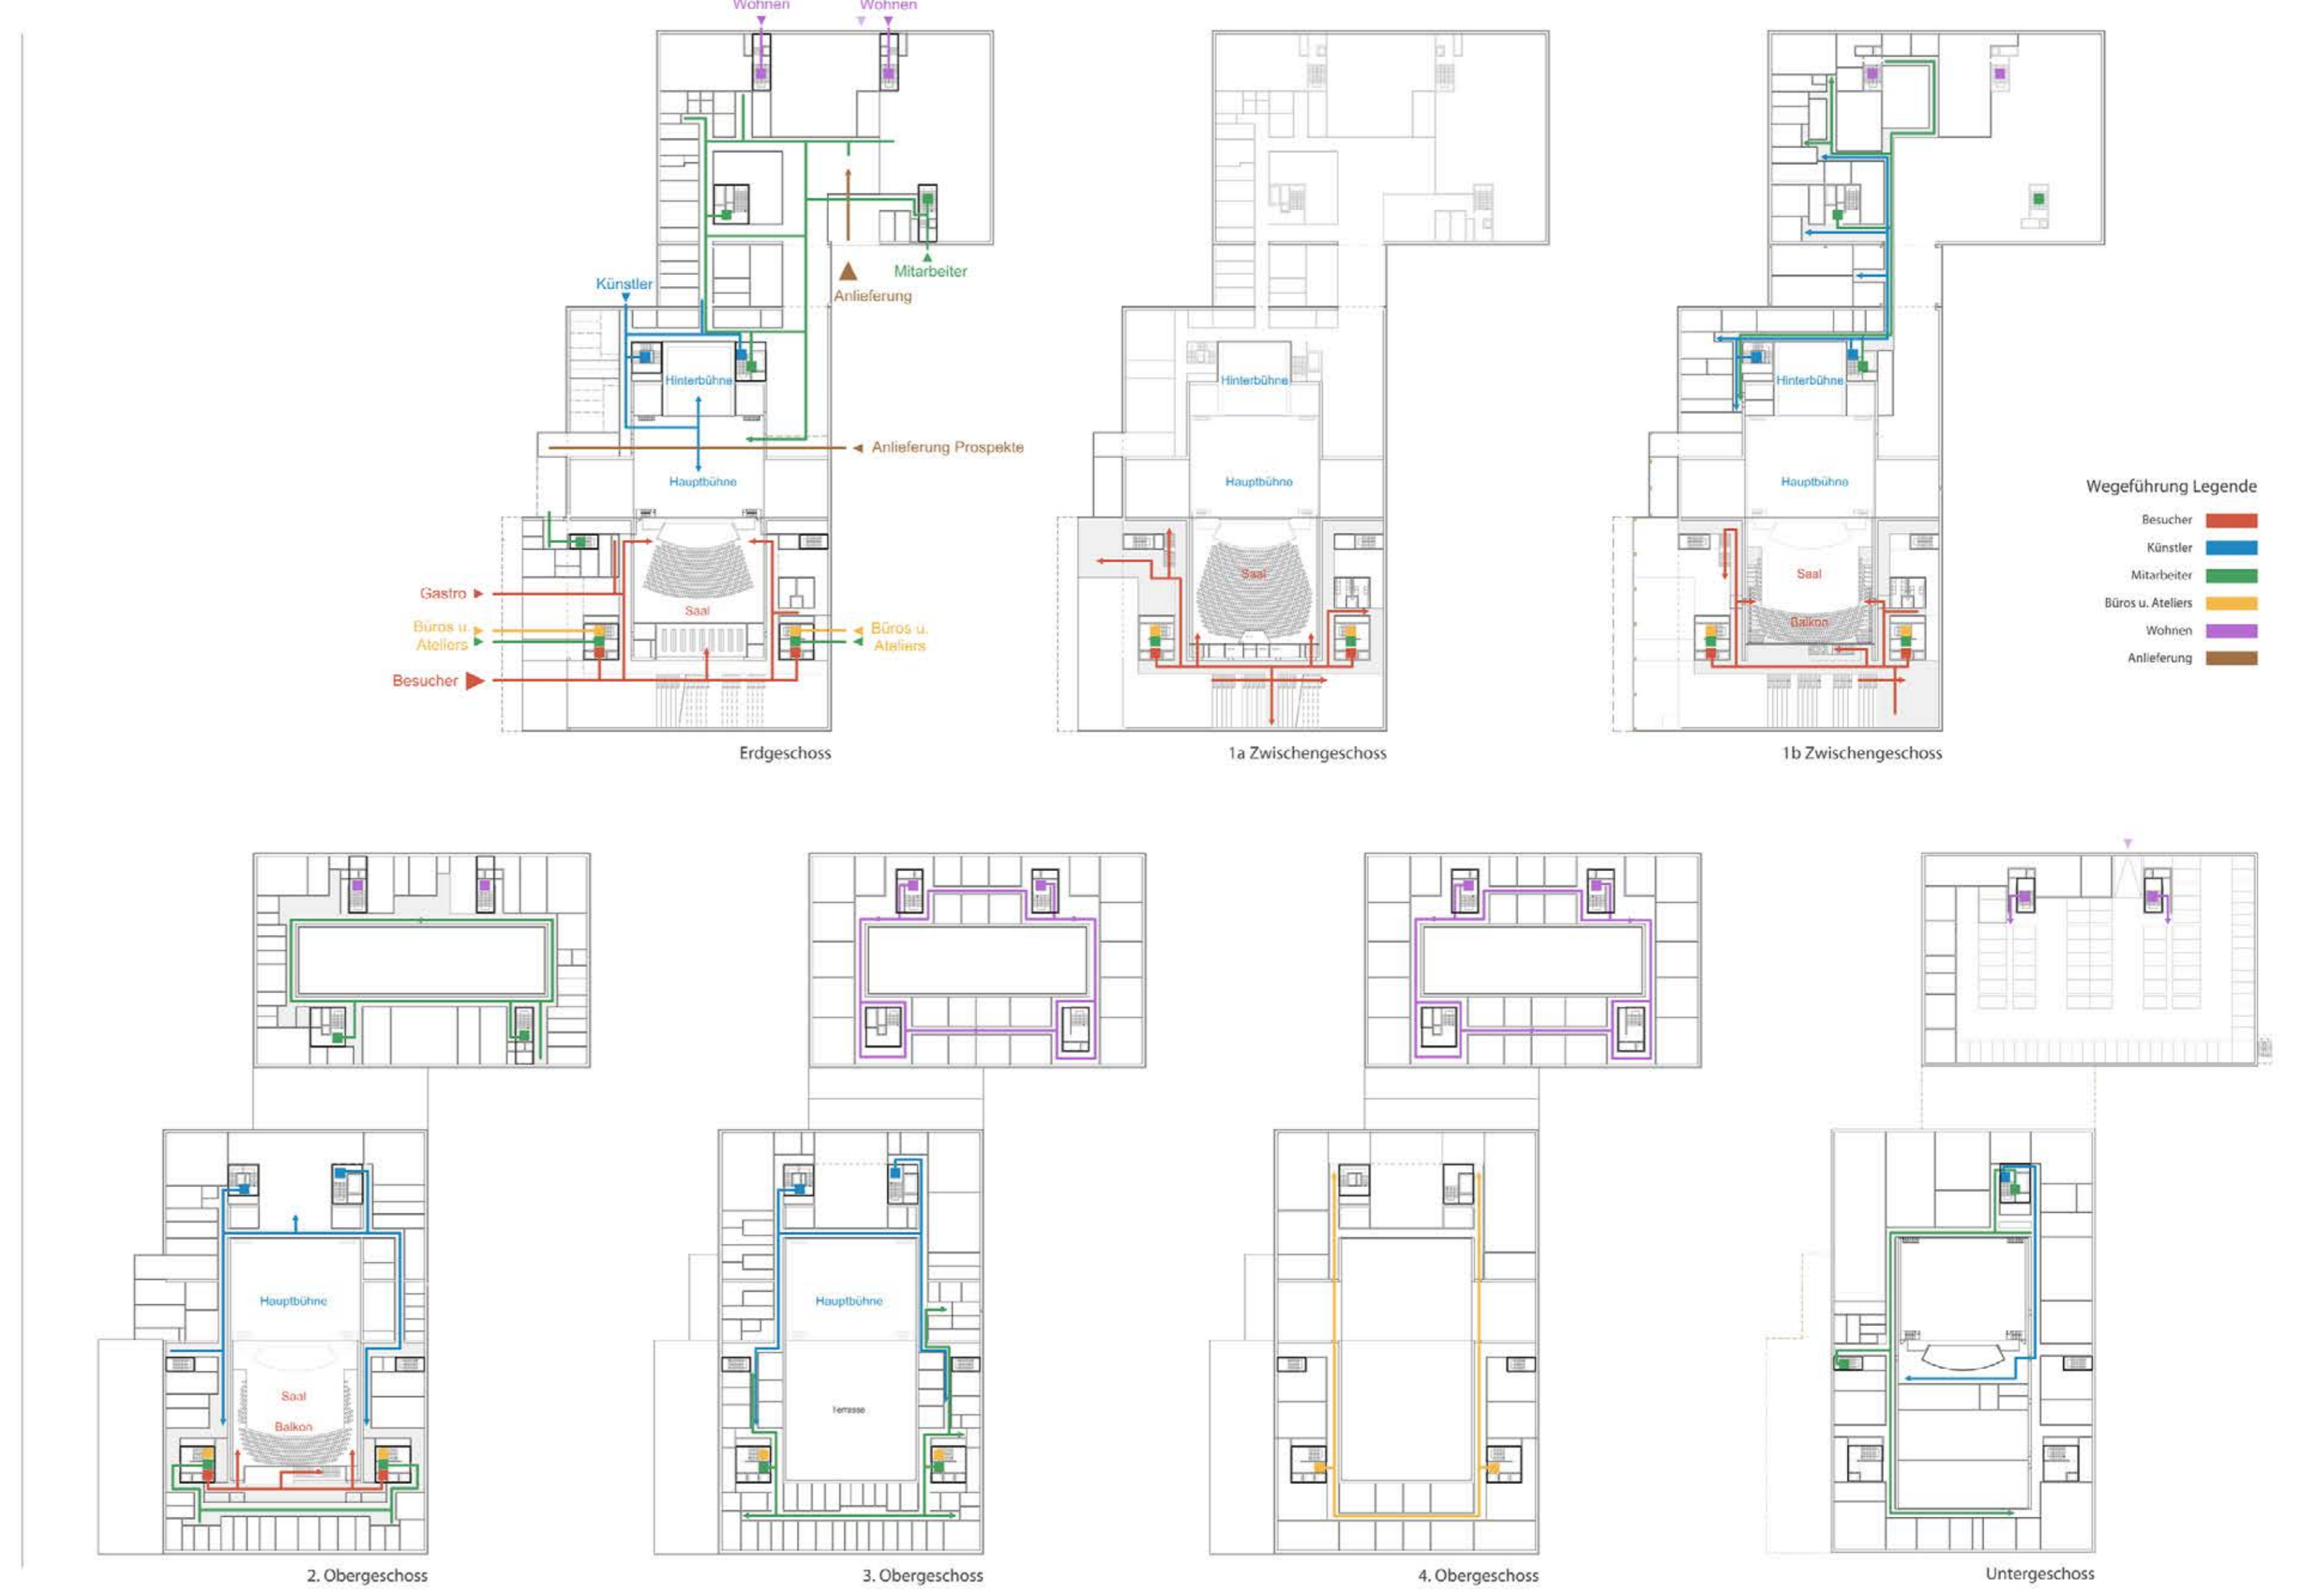 Wohnen
Wohnen
Mitarbeiter
Künstler
Anlieferung
Hinterbühne
Anlieferung Prospekte
Hauptbühne
Gastro
Saal
Büros u.
Ateliers
Büros u.
Ateliers
Besucher
Erdgeschoss
Hinterbühne
Hauptbühne
Saal
1a Zwischengeschoss
Hinterbühne
Hauptbühne
Saal
Balkon
1b Zwischengeschoss
Wegeführung Legende
Besucher
Künstler
Mitarbeiter
Büros u. Ateliers
Wohnen
Anlieferung
Hauptbühne
Saal
Balkon
2. Obergeschoss
Hauptbühne
Terrasse
3. Obergeschoss
4. Obergeschoss
Untergeschoss